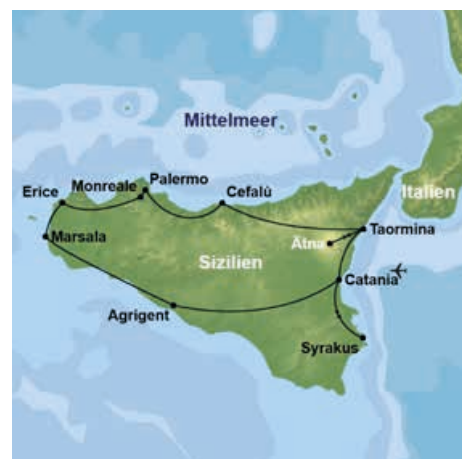 Mittelmeer
Palermo
Monreale
Cefalù
Erice
Italien
Marsala
Taormina
Ätna
Sizilien
Catania
Agrigent
Syrakus